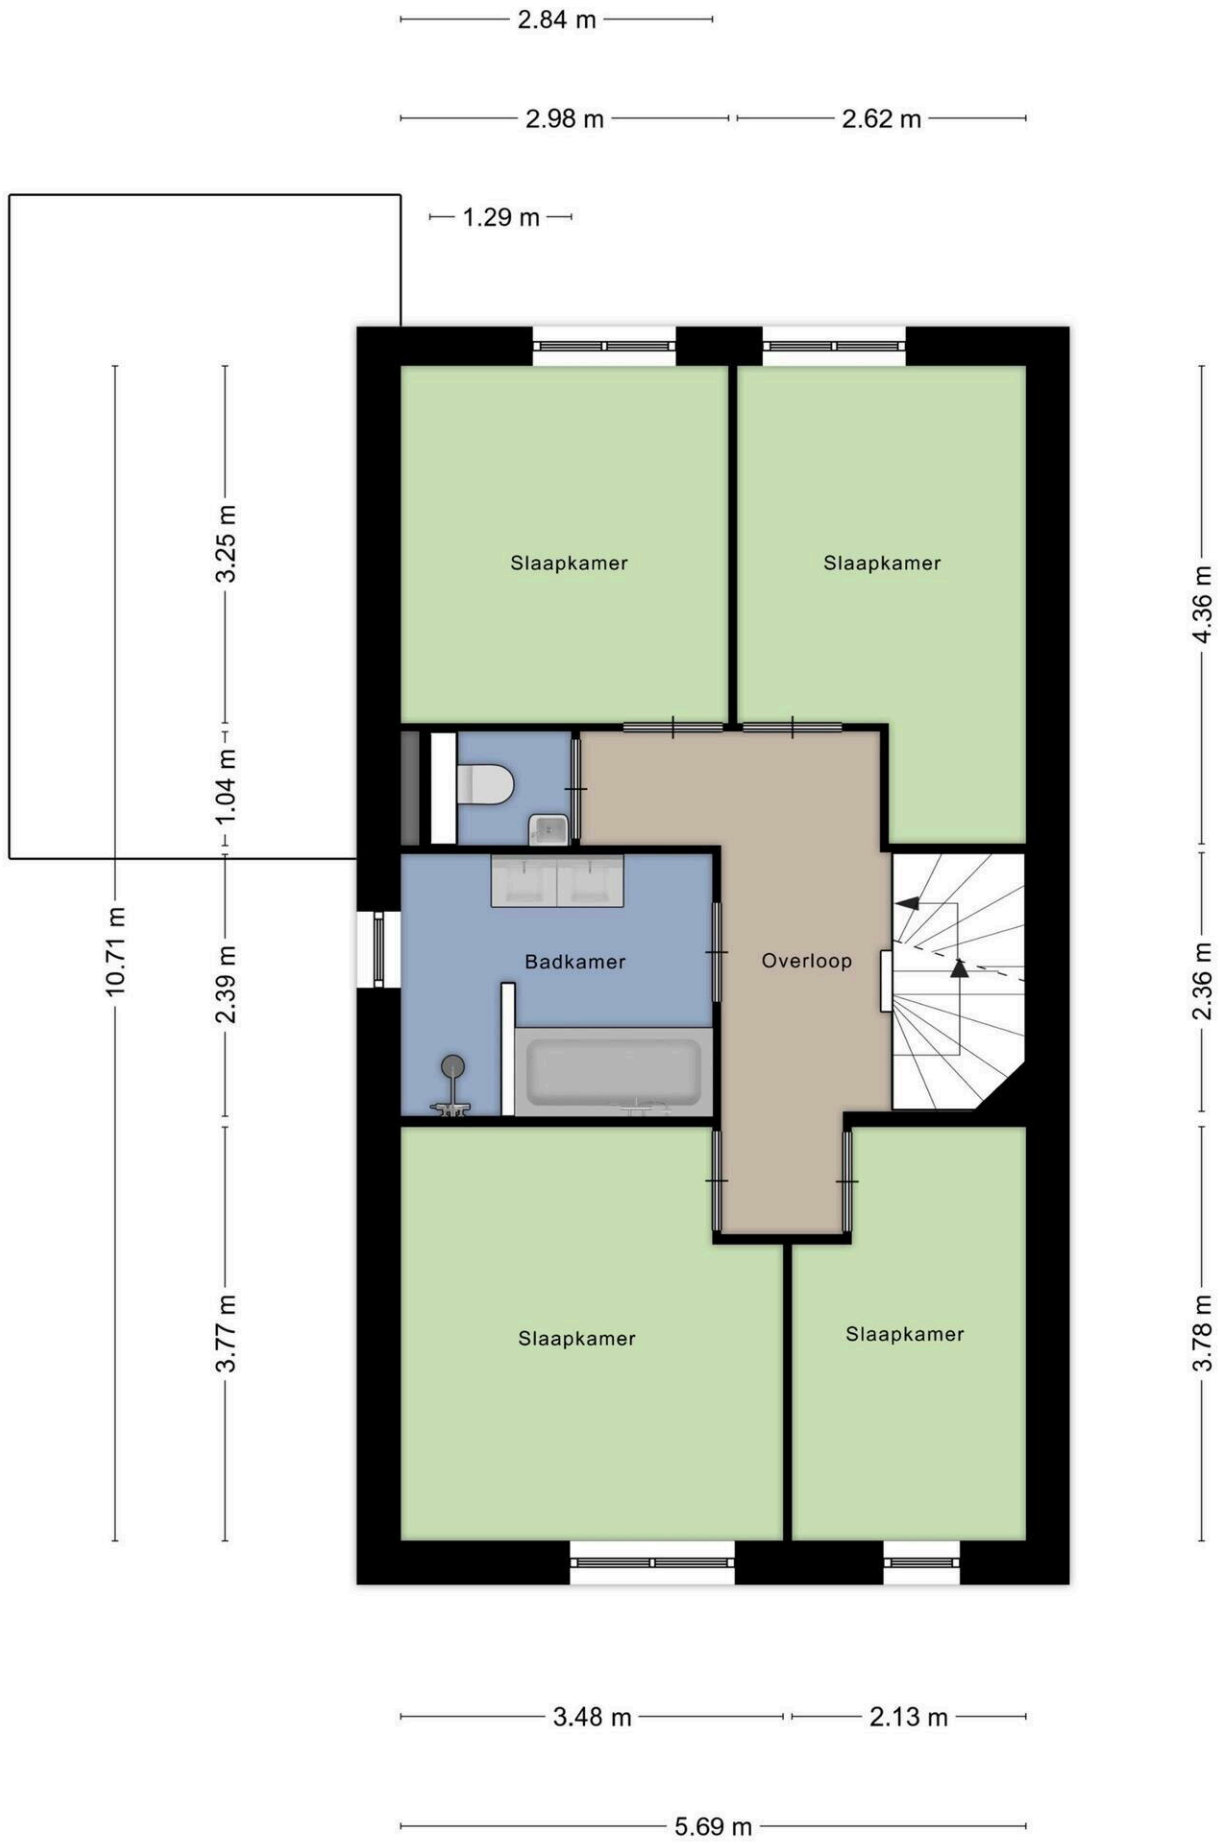 2.84 m
2.98 m
2.62 m
1.29 m
3.25 m
Slaapkamer
Slaapkamer
4.36 m
1.04 m
10.71 m
2.39 m
Badkamer
Overloop
2.36 m
3.77 m
Slaapkamer
Slaapkamer
3.78 m
3.48 m
2.13 m
5.69 m